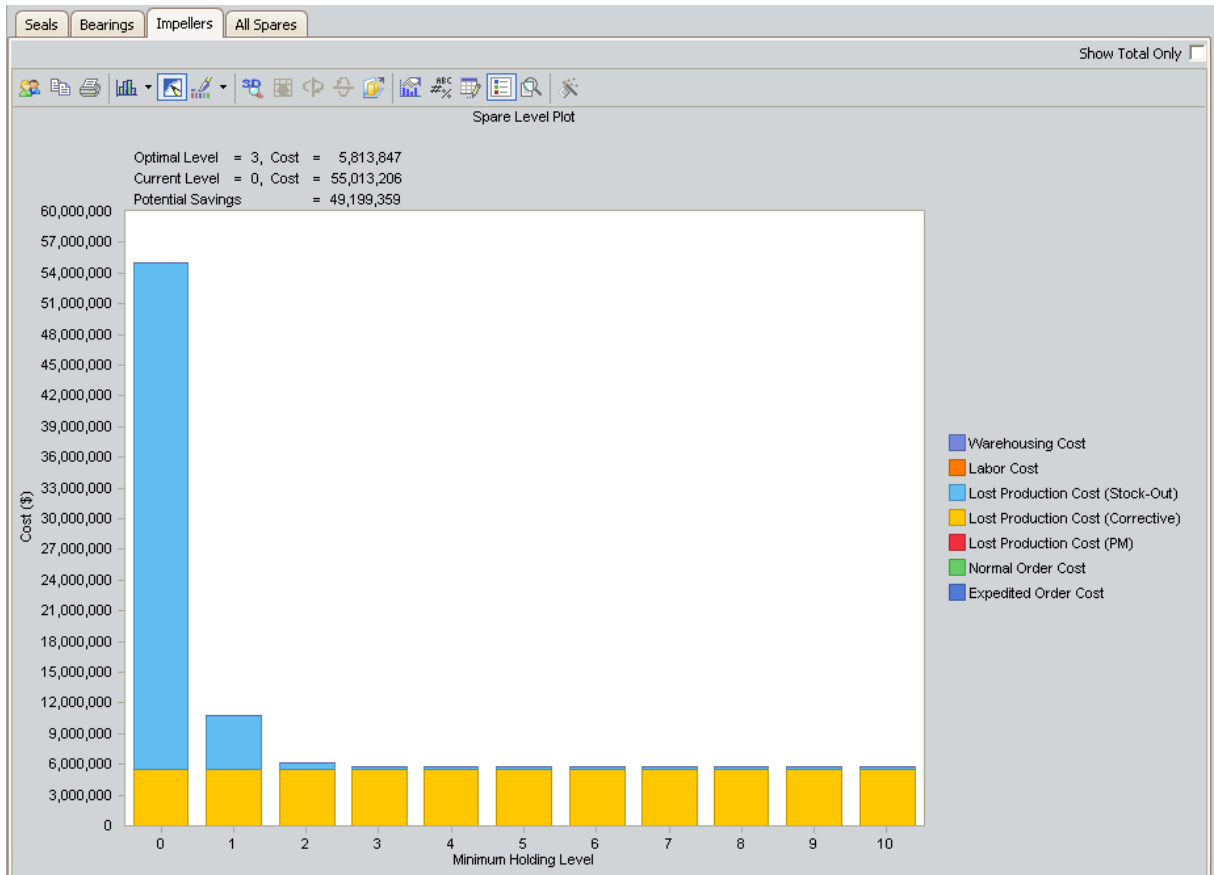 Seals Bearings Impellers All Spares
Show Total Only
3D ABC #%
Spare Level Plot
Optimal Level = 3, Cost = 5,813,847
Current Level = 0, Cost = 55,013,206
Potential Savings = 49,199,359
60,000,000
57,000,000
54,000,000
51,000,000
48,000,000
45,000,000
42,000,000
39,000,000
36,000,000
33,000,000
30,000,000
27,000,000
24,000,000
21,000,000
18,000,000
15,000,000
12,000,000
9,000,000
6,000,000
3,000,000
0
Cost ($)
0 1 2 3 4 5 6 7 8 9 10
Minimum Holding Level
Warehousing Cost
Labor Cost
Lost Production Cost (Stock-Out)
Lost Production Cost (Corrective)
Lost Production Cost (PM)
Normal Order Cost
Expedited Order Cost